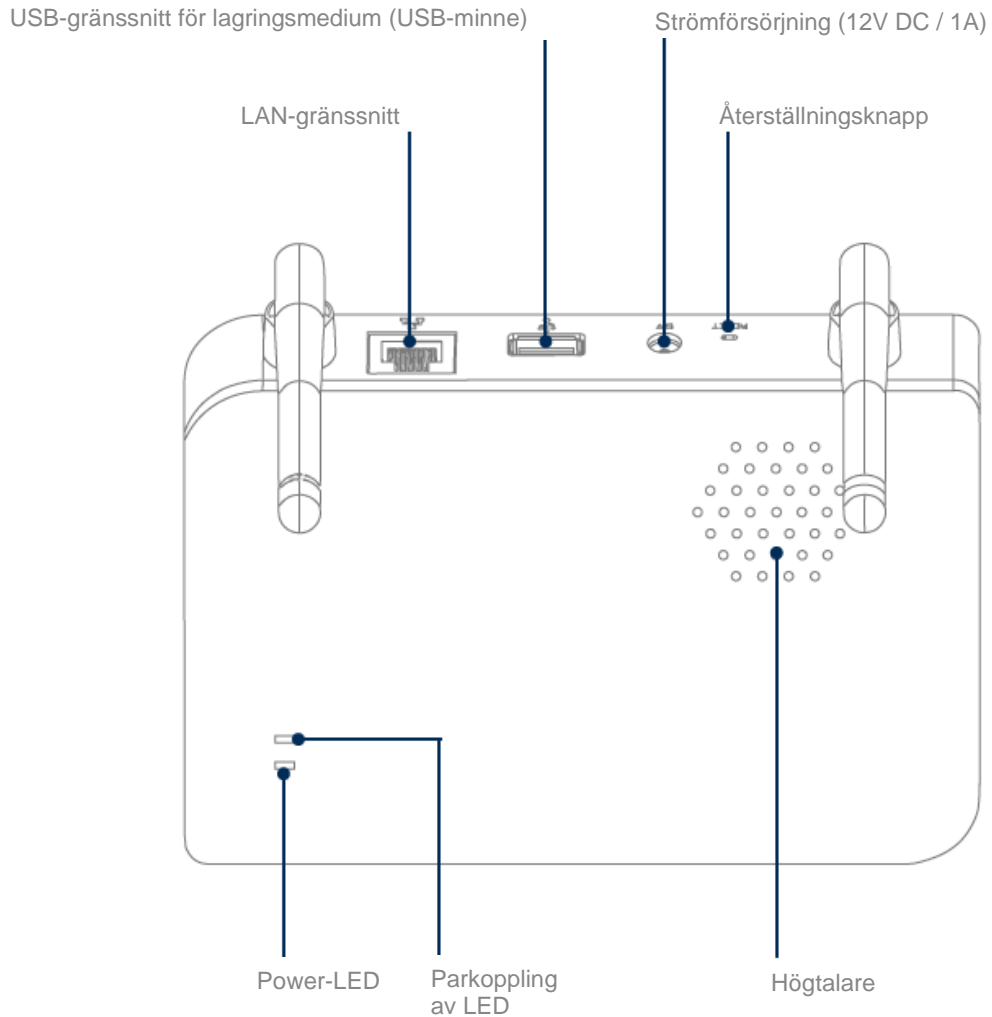 USB-gränssnitt för lagringsmedium (USB-minne)
Strömförsörjning (12V DC / 1A)
LAN-gränssnitt
Återställningsknapp
Power-LED
Parkoppling
av LED
Högtalare